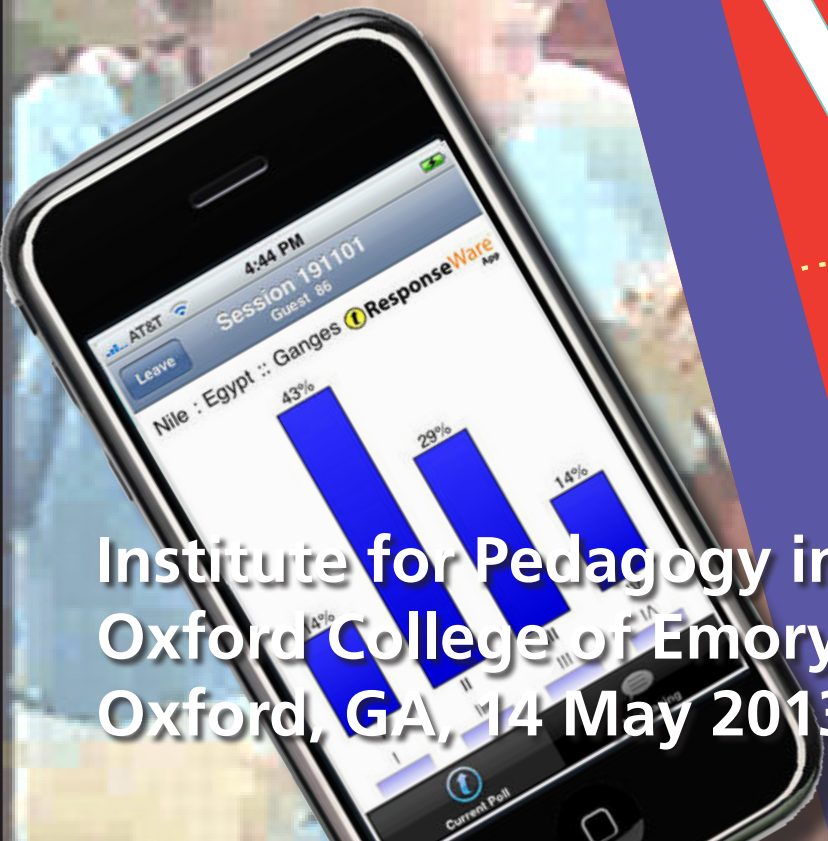 AT&T 4:44 PM
Leave
Session 191101
Guest 86
Nile : Egypt :: Ganges
t ResponseWare
App
43%
29%
14%
4%
I II III IV
Institute for Pedagogy in
Oxford College of Emory
Oxford, GA, 14 May 2013
Current Poll